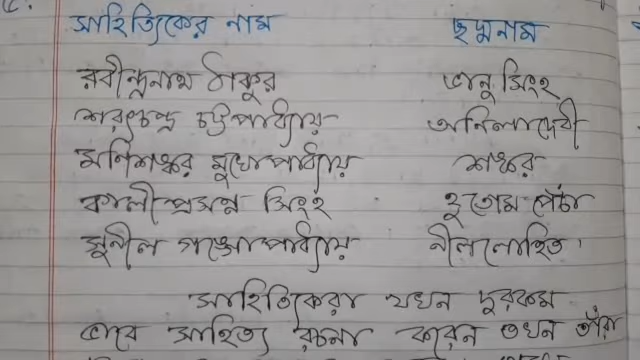 সাহিত্যিকের নাম ছদ্মনাম
রবীন্দ্রনাথ ঠাকুর ভানু সিংহ
শরৎচন্দ্র চট্টপাধ্যায় অনিলাদেবী
মণিশঙ্কর মুখোপাধ্যায় শঙ্কর
কালীপ্রসন্ন সিংহ হুতোম পেঁচা
সুনীল গঙ্গোপাধ্যায় নীললোহিত।
সাহিত্যিকেরা যখন দুরকম
ভাবে সাহিত্য রচনা করেন তখন তাঁরা